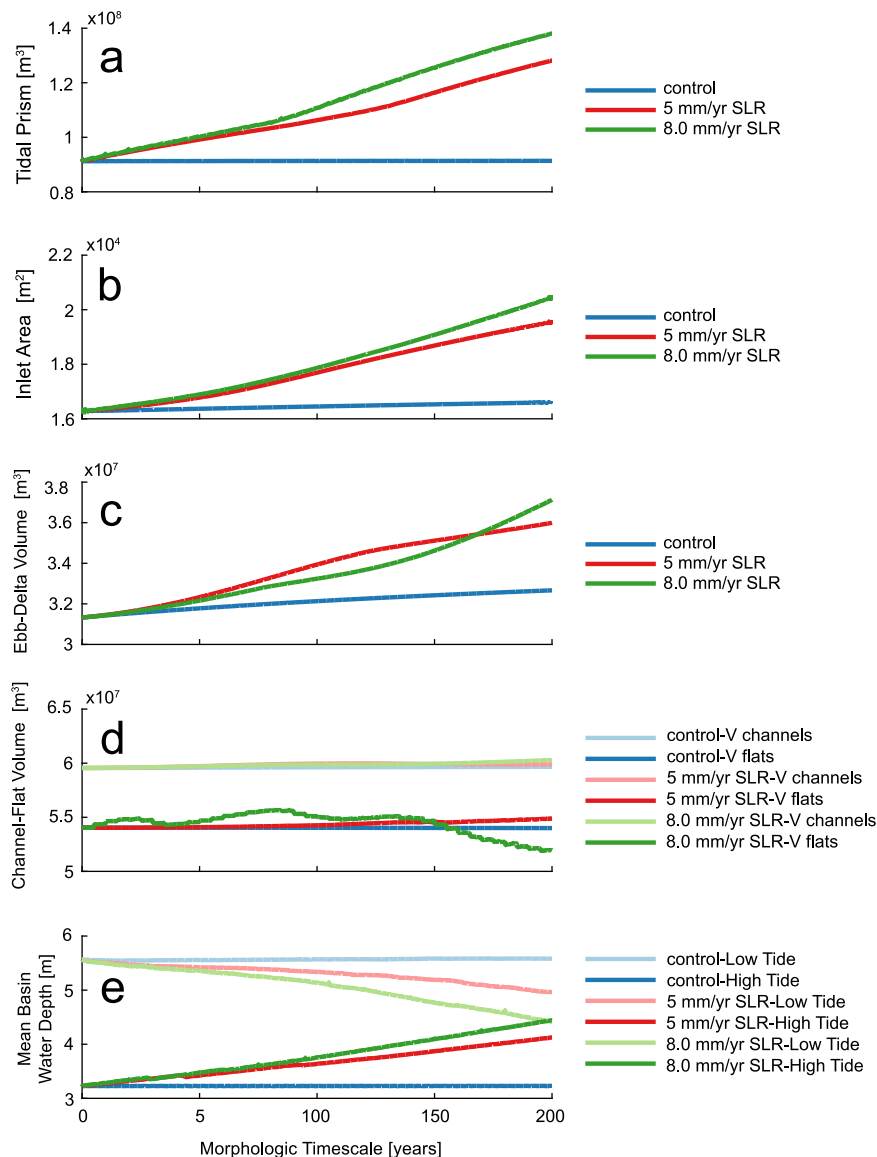 x10⁸
a
1.4
1.2
1
0.8
Tidal Prism [m³]
control
5 mm/yr SLR
8.0 mm/yr SLR
x10⁴
b
2.2
2
1.8
1.6
Inlet Area [m²]
control
5 mm/yr SLR
8.0 mm/yr SLR
x10⁷
c
3.8
3.6
3.4
3.2
3
Ebb-Delta Volume [m³]
control
5 mm/yr SLR
8.0 mm/yr SLR
x10⁷
d
6.5
6
5.5
5
Channel-Flat Volume [m³]
control-V channels
control-V flats
5 mm/yr SLR-V channels
5 mm/yr SLR-V flats
8.0 mm/yr SLR-V channels
8.0 mm/yr SLR-V flats
e
6
5
4
3
Mean Basin
Water Depth [m]
control-Low Tide
control-High Tide
5 mm/yr SLR-Low Tide
5 mm/yr SLR-High Tide
8.0 mm/yr SLR-Low Tide
8.0 mm/yr SLR-High Tide
0 5 100 150 200
Morphologic Timescale [years]